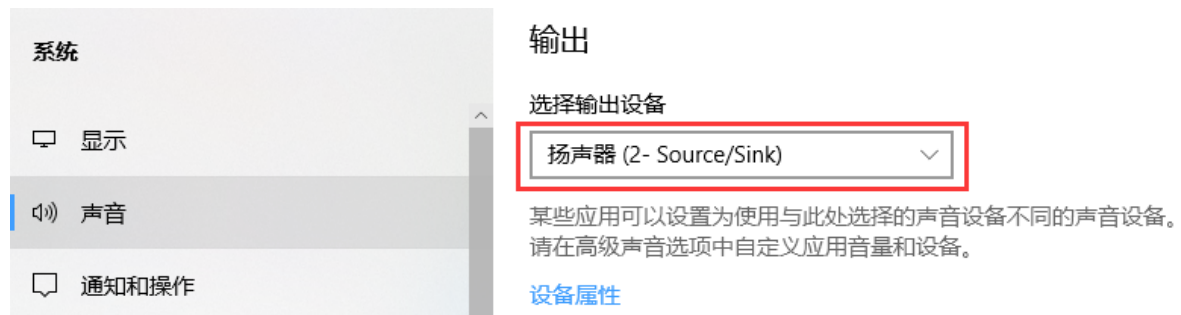 系统
显示
声音
通知和操作
输出
选择输出设备
扬声器 (2- Source/Sink)
某些应用可以设置为使用与此处选择的声音设备不同的声音设备。
请在高级声音选项中自定义应用音量和设备。
设备属性